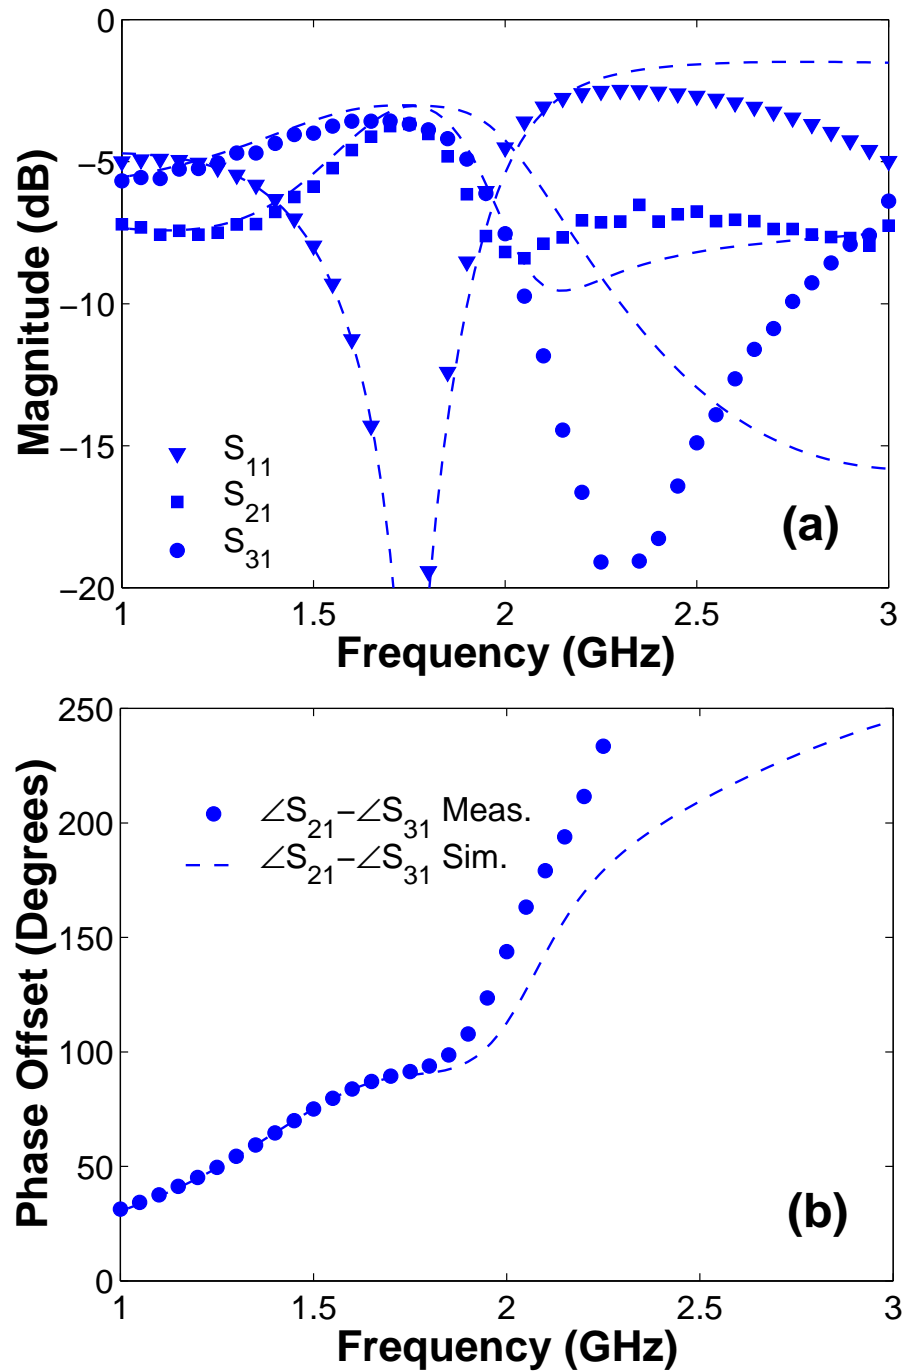 0
−5
−10
−15
−20
Magnitude (dB)
S11
S21
S31
(a)
1 1.5 2 2.5 3
Frequency (GHz)
250
200
150
100
50
0
Phase Offset (Degrees)
∠S21−∠S31 Meas.
∠S21−∠S31 Sim.
(b)
1 1.5 2 2.5 3
Frequency (GHz)